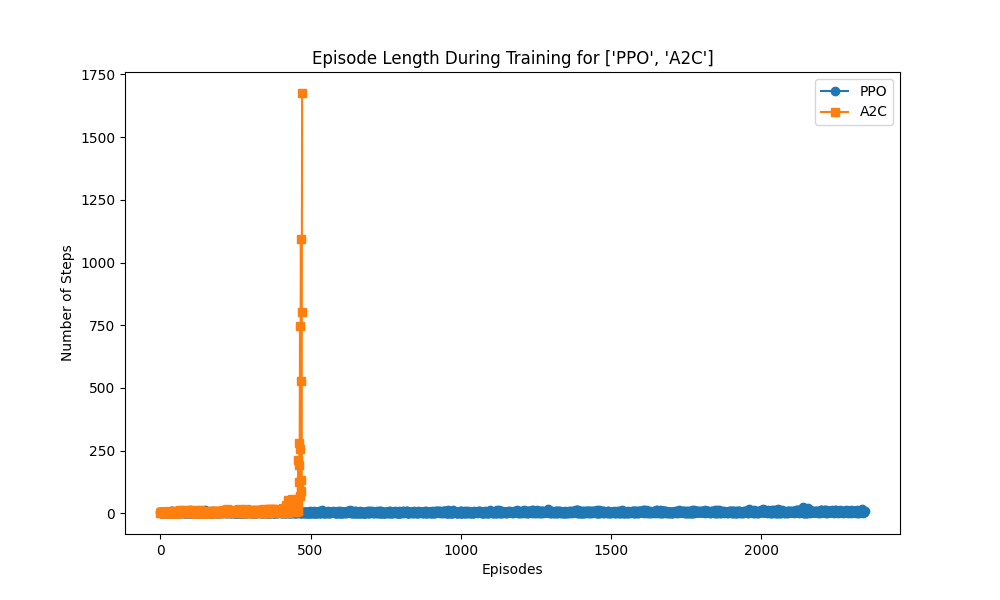 Episode Length During Training for ['PPO', 'A2C']
PPO
A2C
1750
1500
1250
1000
750
500
250
0
Number of Steps
0
500
1000
1500
2000
Episodes